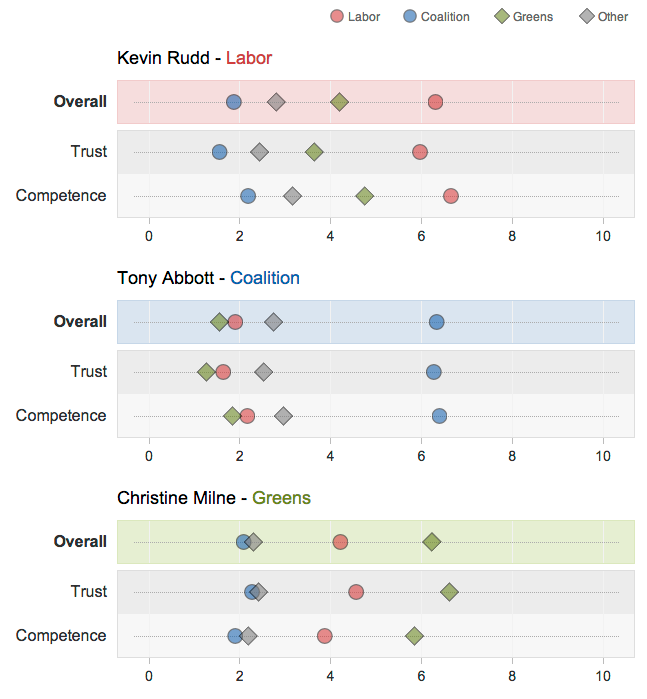 Labor Coalition Greens Other
Kevin Rudd - Labor
Overall
Trust
Competence
0 2 4 6 8 10
Tony Abbott - Coalition
Overall
Trust
Competence
0 2 4 6 8 10
Christine Milne - Greens
Overall
Trust
Competence
0 2 4 6 8 10